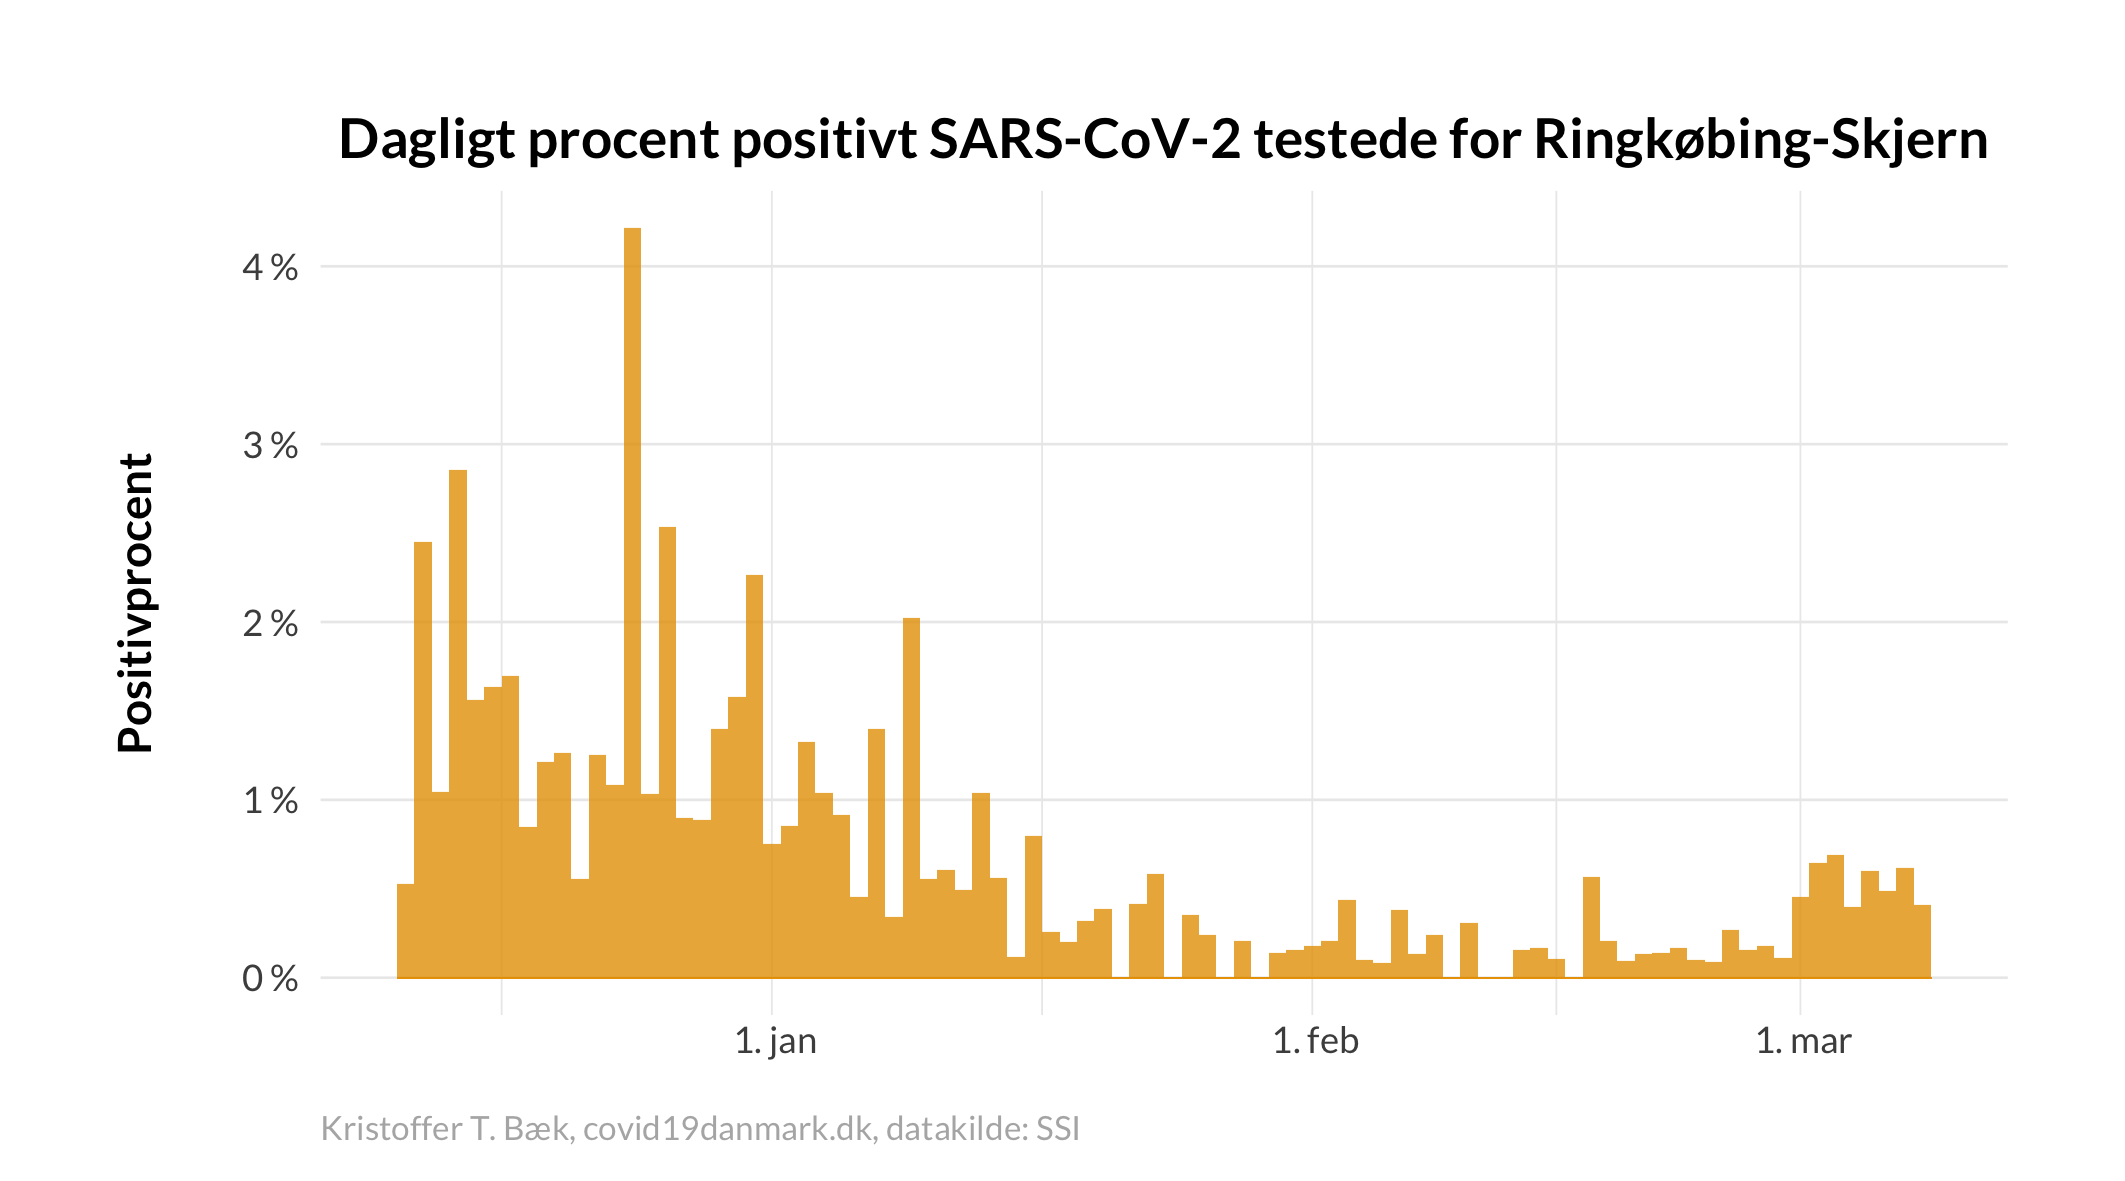 Dagligt procent positivt SARS-CoV-2 testede for Ringkøbing-Skjern
Positivprocent
4 %
3 %
2 %
1 %
0 %
1. jan
1. feb
1. mar
Kristoffer T. Bæk, covid19danmark.dk, datakilde: SSI